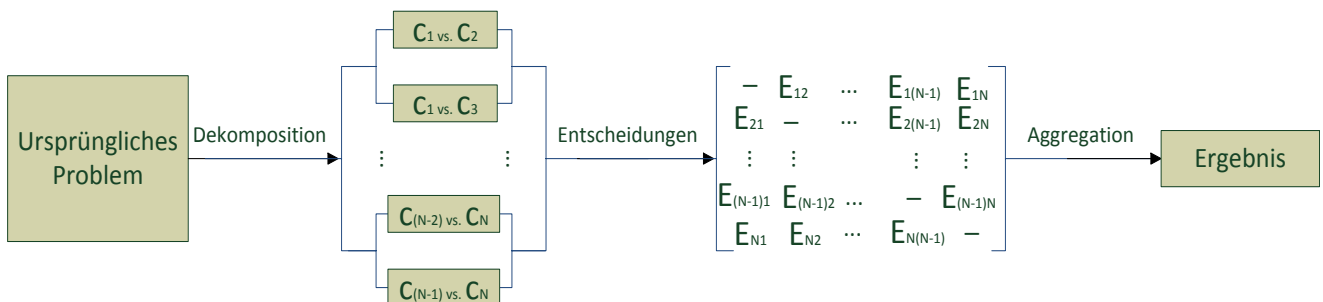 Ursprüngliches
Problem
Dekomposition
C1 vs. C2
C1 vs. C3
⋮ ⋮
C(N-2) vs. CN
C(N-1) vs. CN
Entscheidungen
– E12 ... E1(N-1) E1N
E21 – ... E2(N-1) E2N
⋮ ⋮ ⋮ ⋮
E(N-1)1 E(N-1)2 ... – E(N-1)N
EN1 EN2 ... EN(N-1) –
Aggregation
Ergebnis